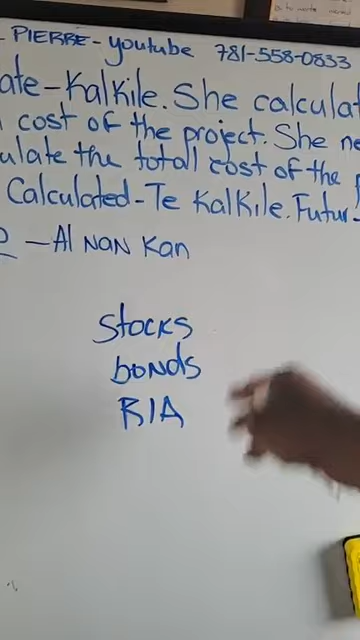 PIERRE - youtube 781-558-0833
ate - Kalkile. She calculat
cost of the project. She ne
ulate the total cost of the
Calculated - Te Kalkile. Futur-
- Al NAN Kan
Stocks
bonds
RIA